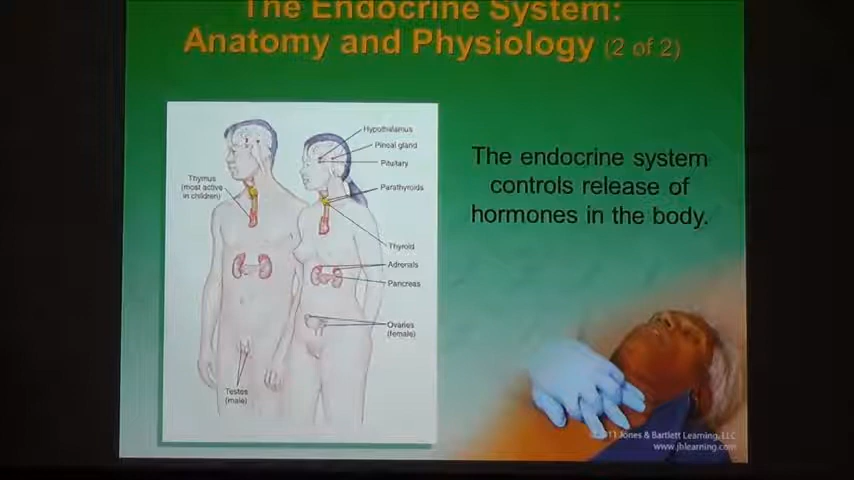 The Endocrine System:
Anatomy and Physiology (2 of 2)
Hypothalamus
Pineal gland
Pituitary
Thymus
(most active
in children)
Parathyroids
Thyroid
Adrenals
Pancreas
Ovaries
(female)
Testes
(male)
The endocrine system
controls release of
hormones in the body.
©2011 Jones & Bartlett Learning, LLC
www.jblearning.com